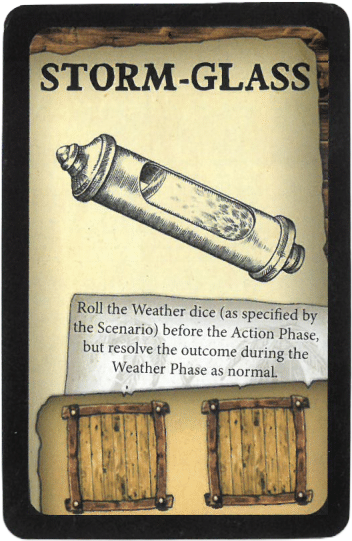 STORM-GLASS
Roll the Weather dice (as specified by
the Scenario) before the Action Phase,
but resolve the outcome during the
Weather Phase as normal.